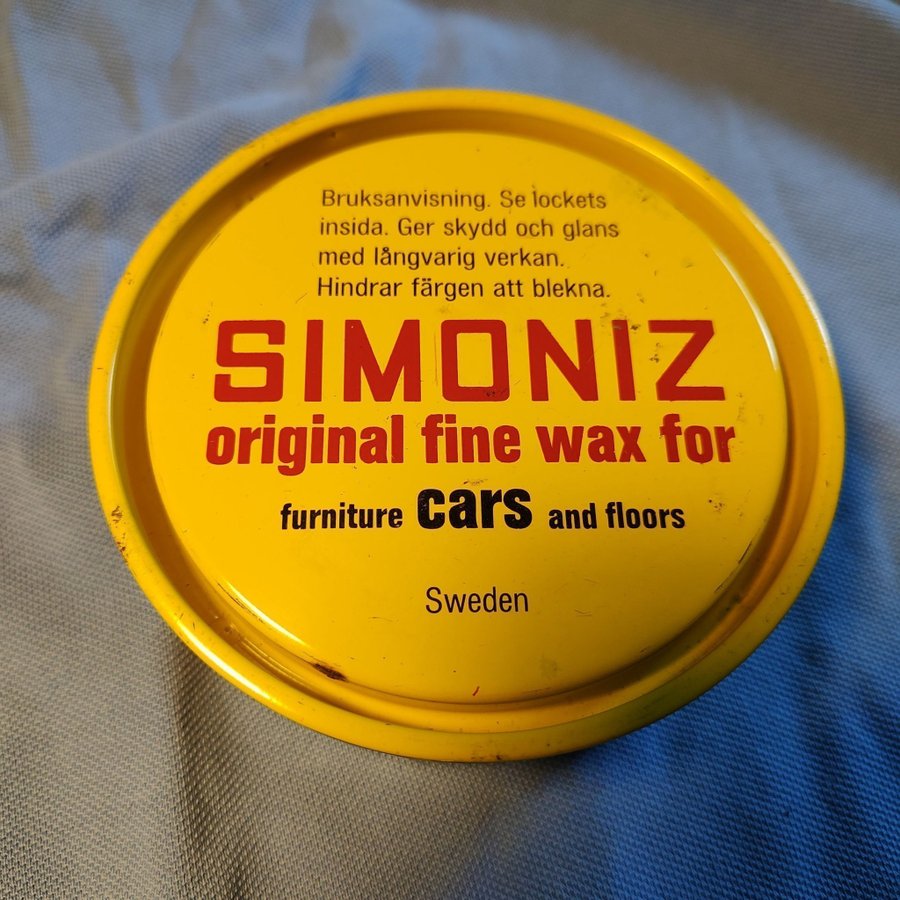 Bruksanvisning. Se lockets
insida. Ger skydd och glans
med långvarig verkan.
Hindrar färgen att blekna.
SIMONIZ
original fine wax for
furniture cars and floors
Sweden